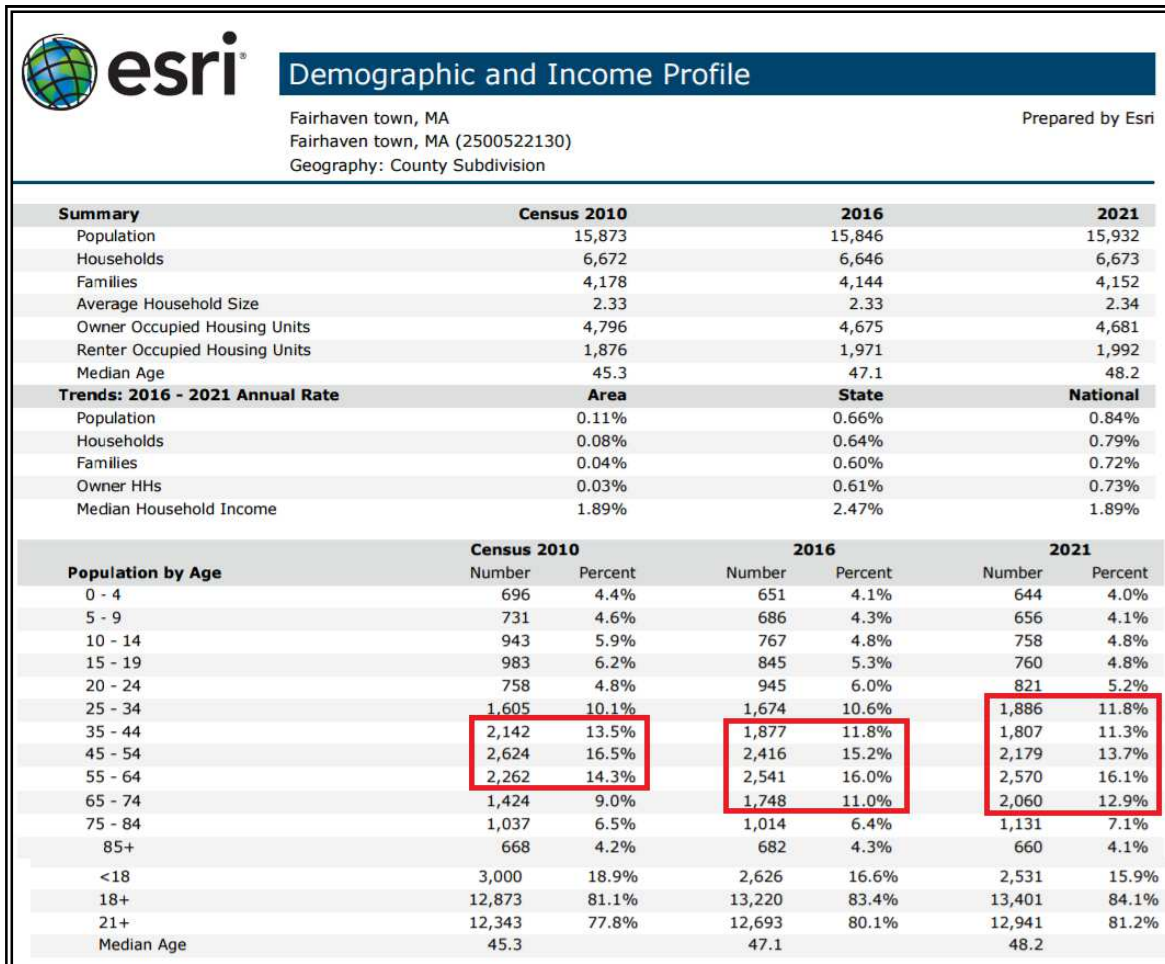 esri
Demographic and Income Profile
Fairhaven town, MA Prepared by Esri
Fairhaven town, MA (2500522130)
Geography: County Subdivision
Summary Census 2010 2016 2021
Population 15,873 15,846 15,932
Households 6,672 6,646 6,673
Families 4,178 4,144 4,152
Average Household Size 2.33 2.33 2.34
Owner Occupied Housing Units 4,796 4,675 4,681
Renter Occupied Housing Units 1,876 1,971 1,992
Median Age 45.3 47.1 48.2
Trends: 2016 - 2021 Annual Rate Area State National
Population 0.11% 0.66% 0.84%
Households 0.08% 0.64% 0.79%
Families 0.04% 0.60% 0.72%
Owner HHs 0.03% 0.61% 0.73%
Median Household Income 1.89% 2.47% 1.89%
Census 2010 2016 2021
Population by Age Number Percent Number Percent Number Percent
0 - 4 696 4.4% 651 4.1% 644 4.0%
5 - 9 731 4.6% 686 4.3% 656 4.1%
10 - 14 943 5.9% 767 4.8% 758 4.8%
15 - 19 983 6.2% 845 5.3% 760 4.8%
20 - 24 758 4.8% 945 6.0% 821 5.2%
25 - 34 1,605 10.1% 1,674 10.6% 1,886 11.8%
35 - 44 2,142 13.5% 1,877 11.8% 1,807 11.3%
45 - 54 2,624 16.5% 2,416 15.2% 2,179 13.7%
55 - 64 2,262 14.3% 2,541 16.0% 2,570 16.1%
65 - 74 1,424 9.0% 1,748 11.0% 2,060 12.9%
75 - 84 1,037 6.5% 1,014 6.4% 1,131 7.1%
85+ 668 4.2% 682 4.3% 660 4.1%
<18 3,000 18.9% 2,626 16.6% 2,531 15.9%
18+ 12,873 81.1% 13,220 83.4% 13,401 84.1%
21+ 12,343 77.8% 12,693 80.1% 12,941 81.2%
Median Age 45.3 47.1 48.2